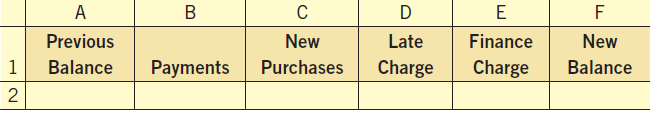 A B C D E F
Previous New Late Finance New
1 Balance Payments Purchases Charge Charge Balance
2